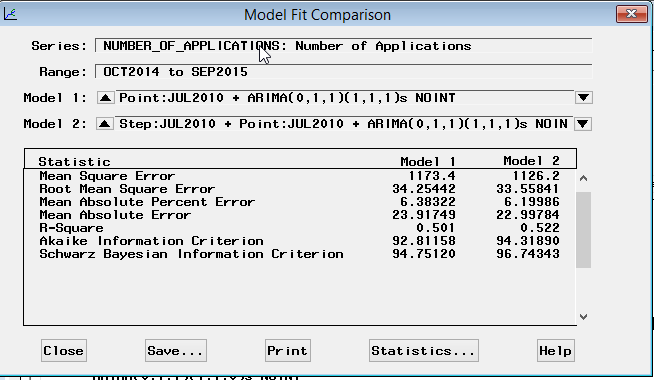 Model Fit Comparison
Series: NUMBER_OF_APPLICATIONS: Number of Applications
Range: OCT2014 to SEP2015
Model 1: Point:JUL2010 + ARIMA(0,1,1)(1,1,1)s NOINT
Model 2: Step:JUL2010 + Point:JUL2010 + ARIMA(0,1,1)(1,1,1)s NOIN
Statistic Model 1 Model 2
Mean Square Error 1173.4 1126.2
Root Mean Square Error 34.25442 33.55841
Mean Absolute Percent Error 6.38322 6.19986
Mean Absolute Error 23.91749 22.99784
R-Square 0.501 0.522
Akaike Information Criterion 92.81158 94.31890
Schwarz Bayesian Information Criterion 94.75120 96.74343
Close Save... Print Statistics... Help